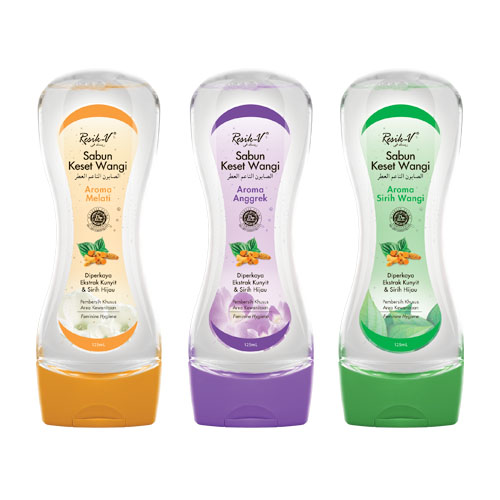 Resik-V®
Sabun
Keset Wangi
الصابون الناعم العطر
Aroma
Melati
Diperkaya
Ekstrak Kunyit
& Sirih Hijau
Pembersih Khusus
Area Kewanitaan
Feminine Hygiene
125mL
Resik-V®
Sabun
Keset Wangi
الصابون الناعم العطر
Aroma
Anggrek
Diperkaya
Ekstrak Kunyit
& Sirih Hijau
Pembersih Khusus
Area Kewanitaan
Feminine Hygiene
125mL
Resik-V®
Sabun
Keset Wangi
الصابون الناعم العطر
Aroma
Sirih Wangi
Diperkaya
Ekstrak Kunyit
& Sirih Hijau
Pembersih Khusus
Area Kewanitaan
Feminine Hygiene
125mL